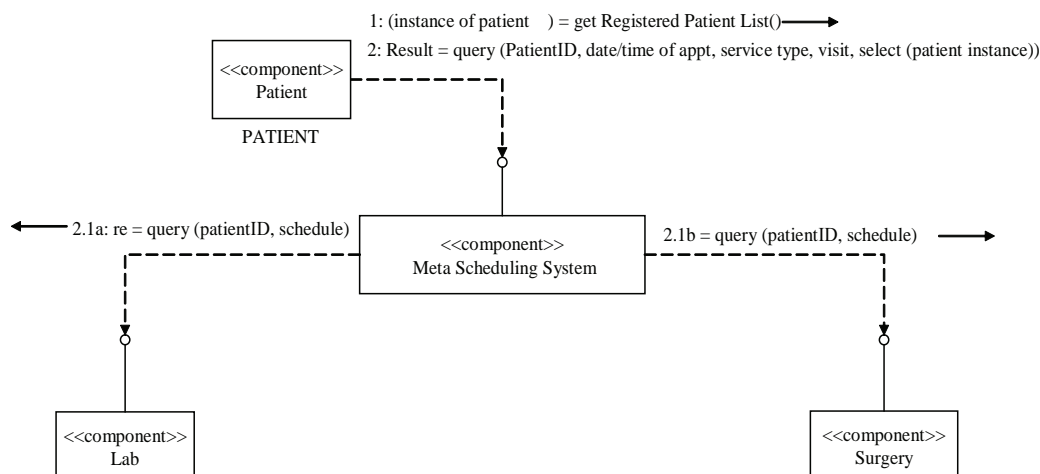 1: (instance of patient ) = get Registered Patient List()
2: Result = query (PatientID, date/time of appt, service type, visit, select (patient instance))
<<component>>
Patient
PATIENT
2.1a: re = query (patientID, schedule)
<<component>>
Meta Scheduling System
2.1b = query (patientID, schedule)
<<component>>
Lab
<<component>>
Surgery